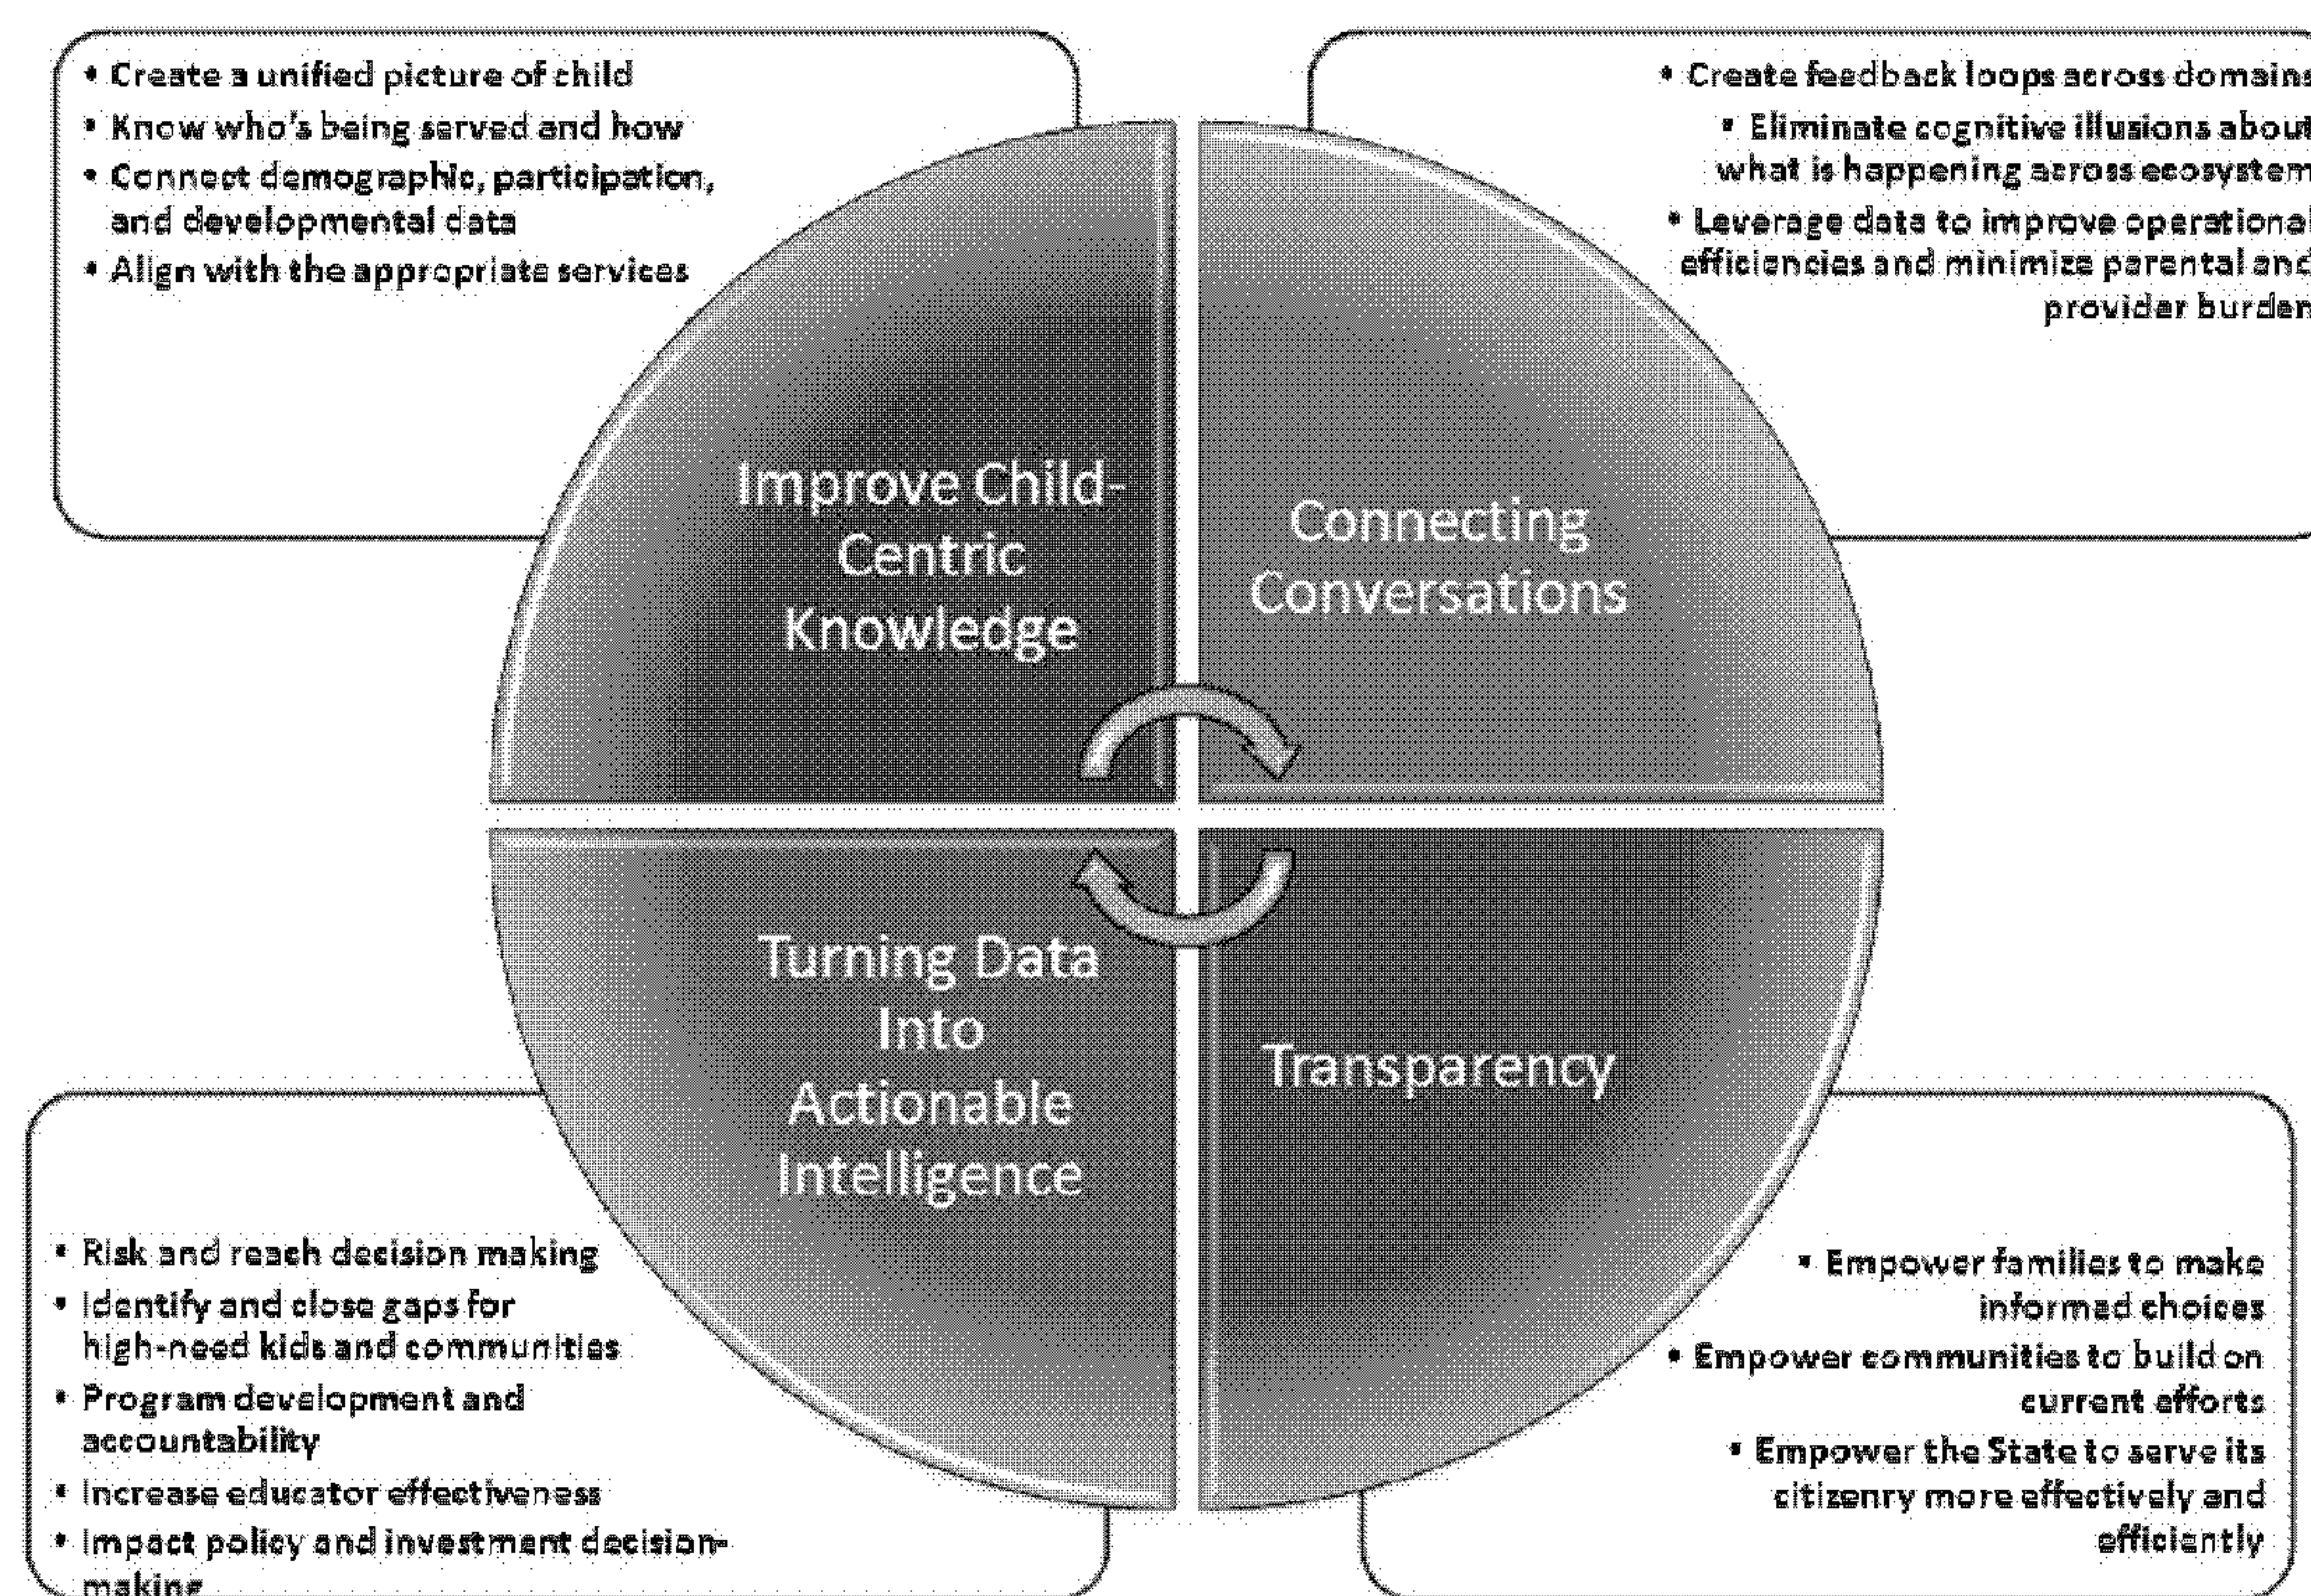 • Create a unified picture of child
• Know who's being served and how
• Connect demographic, participation,
and developmental data
• Align with the appropriate services
• Create feedback loops across domains
• Eliminate cognitive illusions about
what is happening across ecosystem
• Leverage data to improve operational
efficiencies and minimize parental and
provider burden
Improve Child-
Centric
Knowledge
Connecting
Conversations
Turning Data
Into
Actionable
Intelligence
Transparency
• Risk and reach decision making
• Identify and close gaps for
high-need kids and communities
• Program development and
accountability
• Increase educator effectiveness
• Impact policy and investment decision-
making
• Empower families to make
informed choices
• Empower communities to build on
current efforts
• Empower the State to serve its
citizenry more effectively and
efficiently